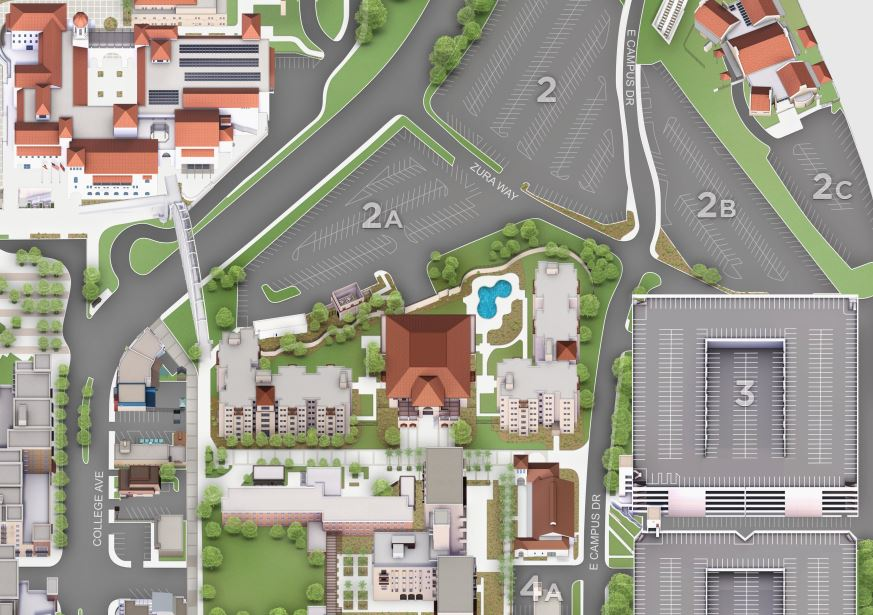 E CAMPUS DR
2
ZURA WAY
2A
2B
2C
3
COLLEGE AVE
E CAMPUS DR
4A